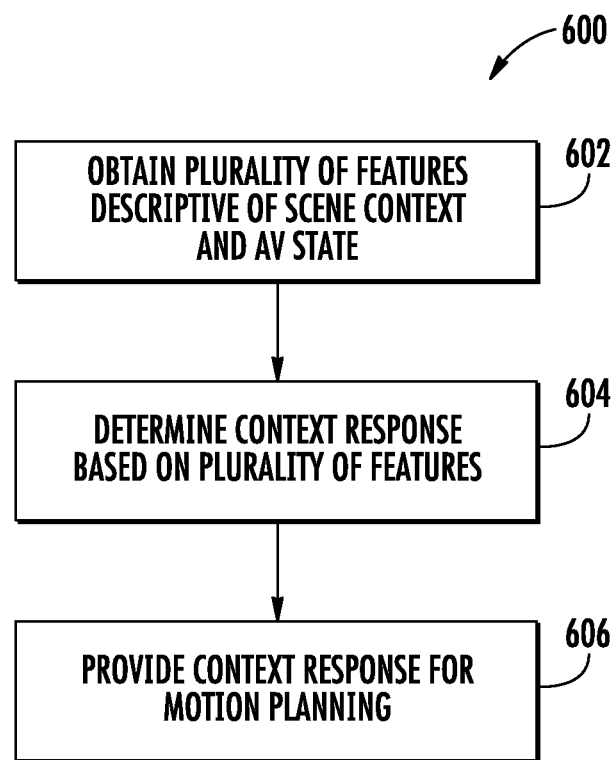 600
602
OBTAIN PLURALITY OF FEATURES
DESCRIPTIVE OF SCENE CONTEXT
AND AV STATE
604
DETERMINE CONTEXT RESPONSE
BASED ON PLURALITY OF FEATURES
606
PROVIDE CONTEXT RESPONSE FOR
MOTION PLANNING